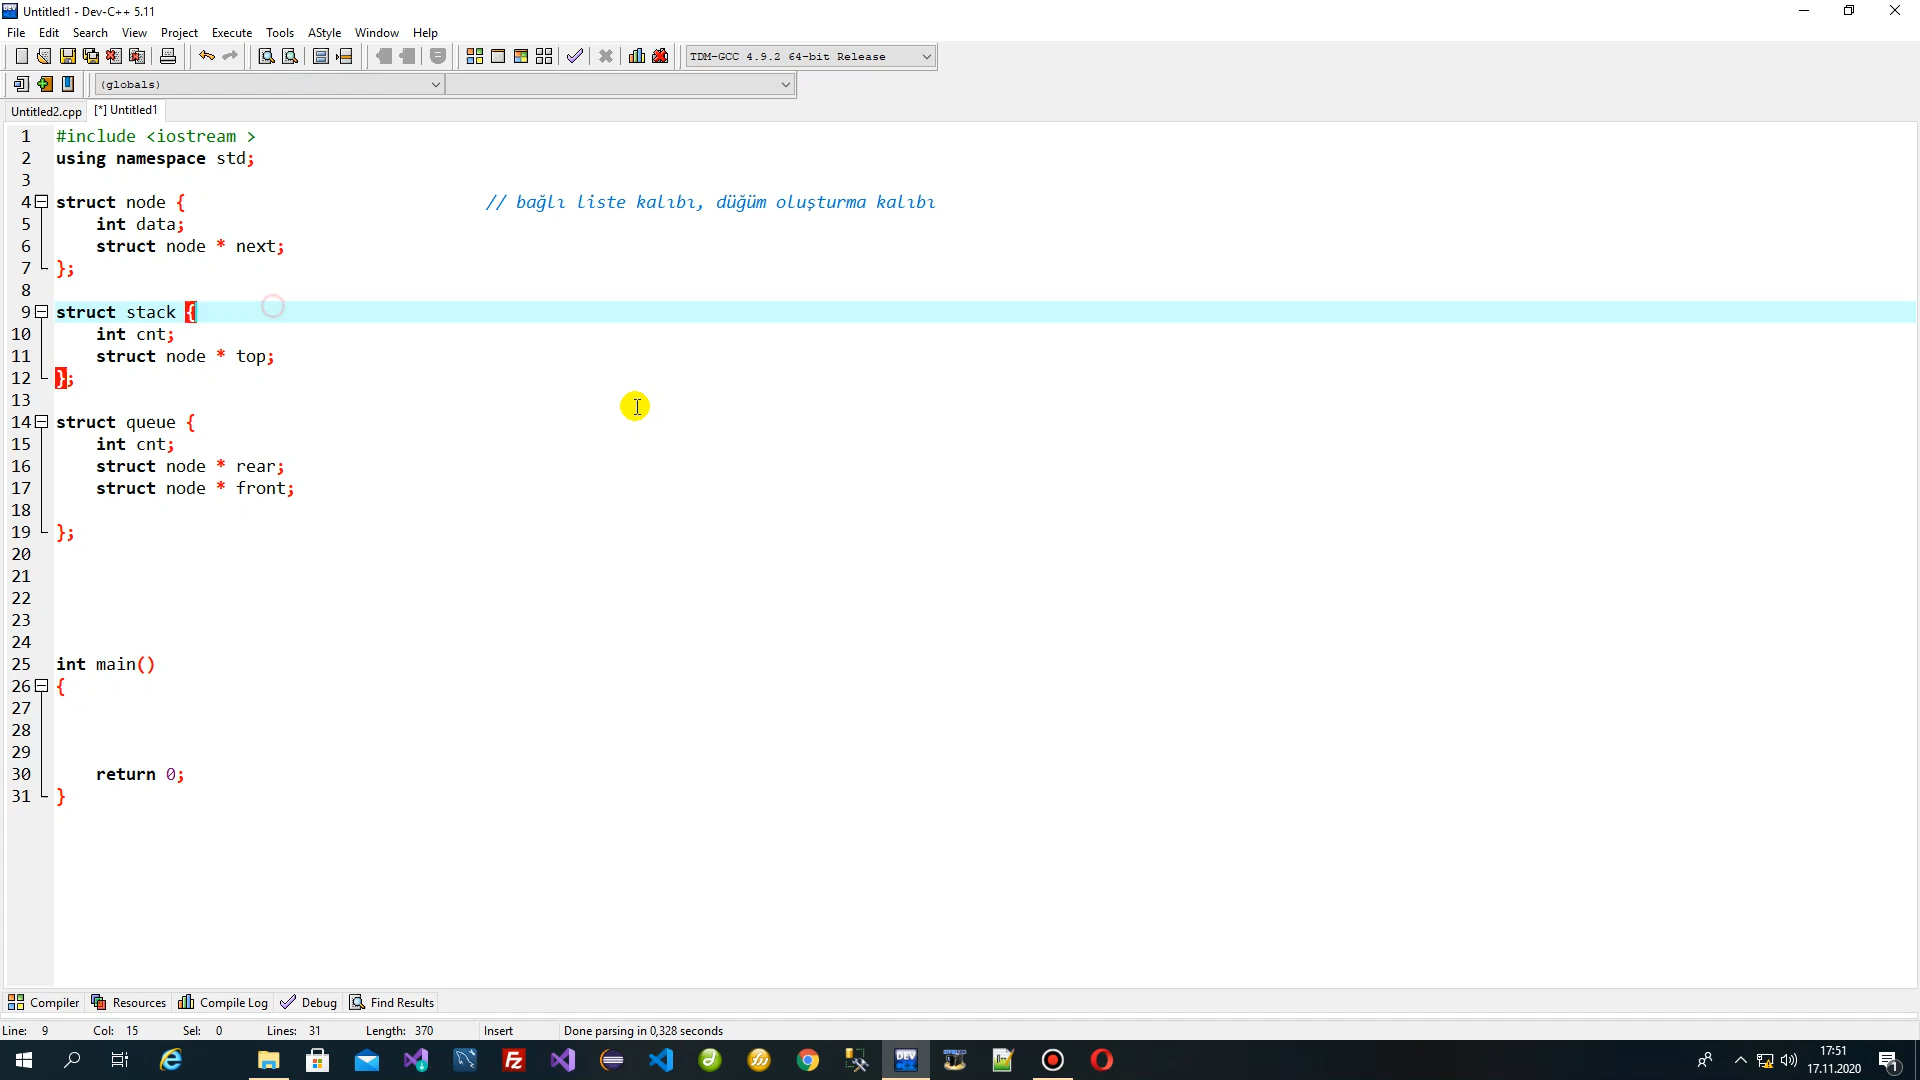 Untitled1 - Dev-C++ 5.11
File Edit Search View Project Execute Tools AStyle Window Help
TDM-GCC 4.9.2 64-bit Release
(globals)
Untitled2.cpp [*] Untitled1
1 #include <iostream >
2 using namespace std;
3
4 struct node { // bağlı liste kalıbı, düğüm oluşturma kalıbı
5 int data;
6 struct node * next;
7 };
8
9 struct stack {
10 int cnt;
11 struct node * top;
12 };
13
14 struct queue {
15 int cnt;
16 struct node * rear;
17 struct node * front;
18
19 };
20
21
22
23
24
25 int main()
26 {
27
28
29
30 return 0;
31 }
Compiler Resources Compile Log Debug Find Results
Line: 9 Col: 15 Sel: 0 Lines: 31 Length: 370 Insert Done parsing in 0,328 seconds
17:51
17.11.2020